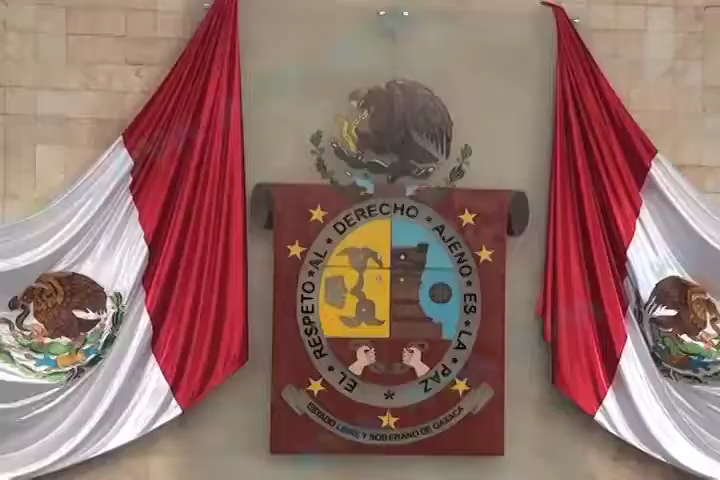 EL • RESPETO • AL • DERECHO • AJENO • ES • LA • PAZ
ESTADO LIBRE Y SOBERANO DE OAXACA